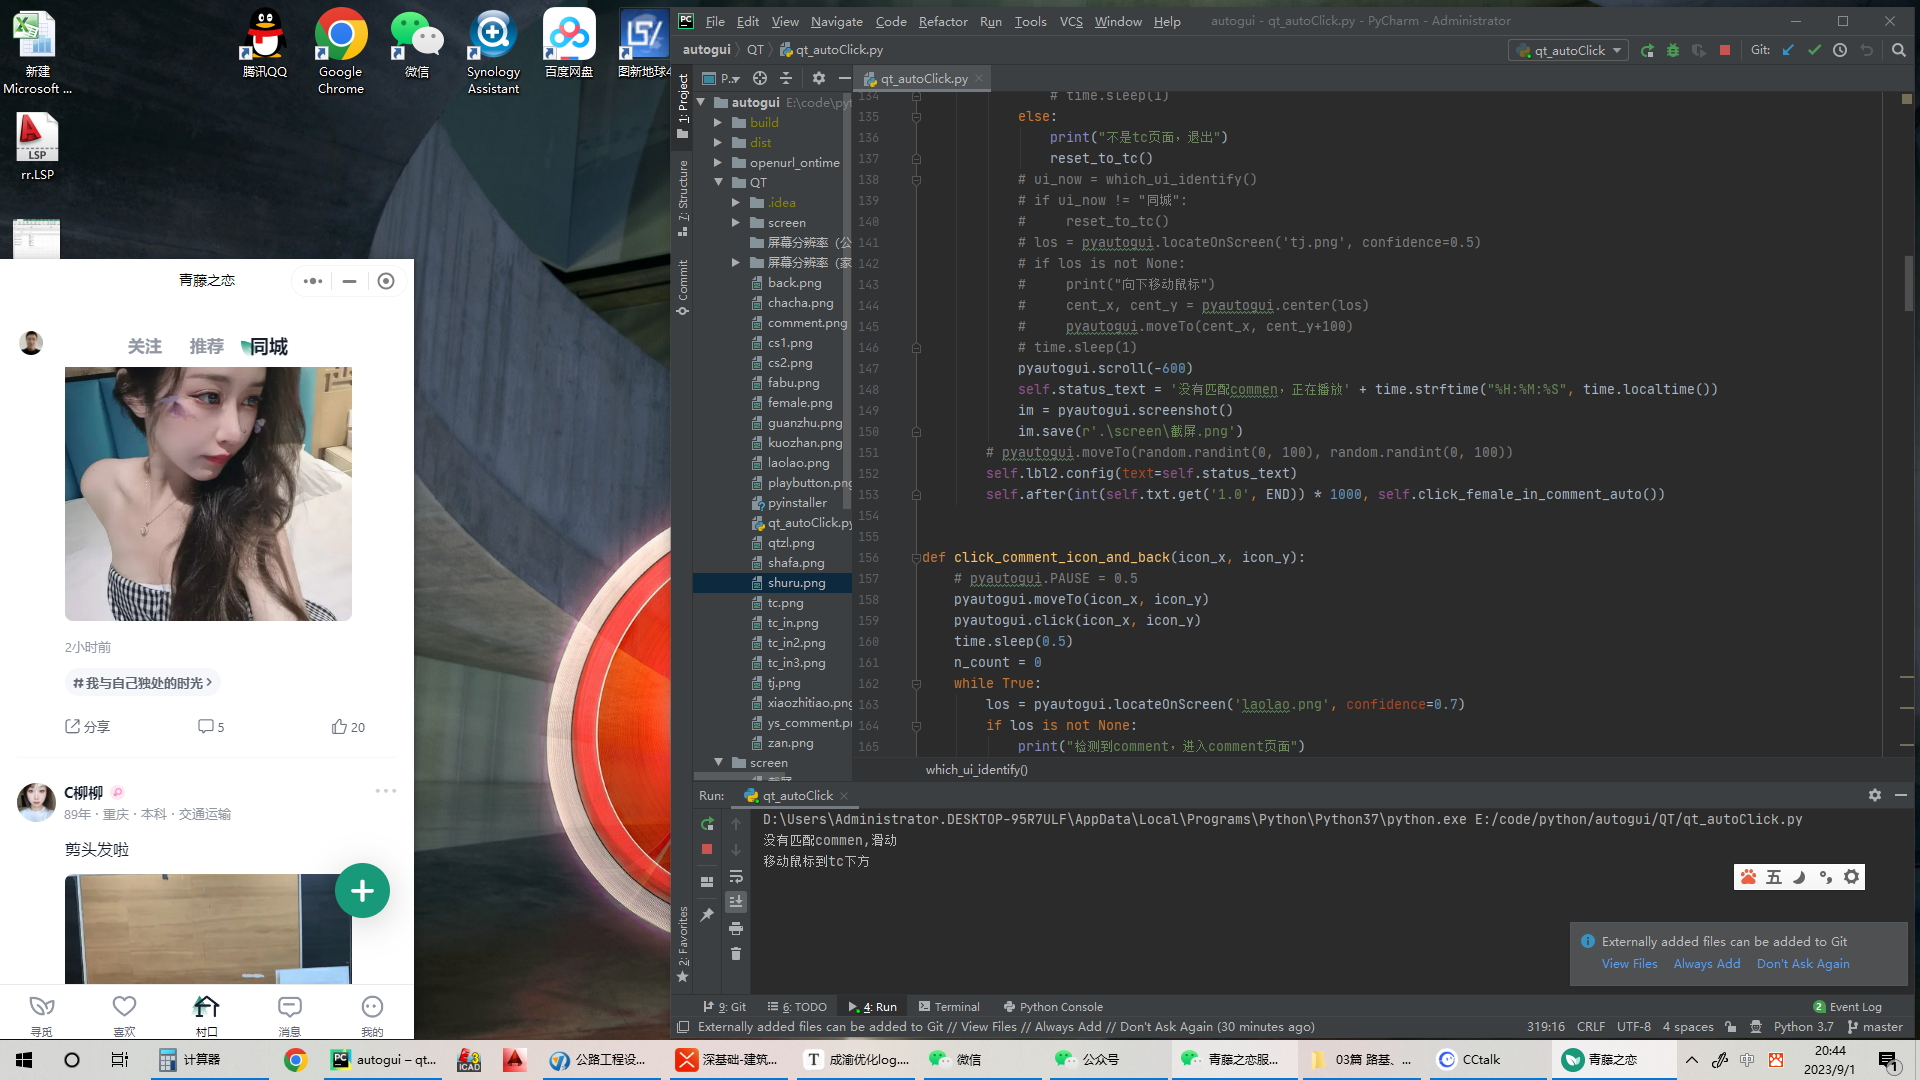 新建
Microsoft ...
腾讯QQ
Google
Chrome
微信
Synology
Assistant
百度网盘
图新地球4
LSP
rr.LSP
青藤之恋
关注
推荐
同城
2小时前
#我与自己独处的时光
分享
5
20
C柳柳
89年 · 重庆 · 本科 · 交通运输
剪头发啦
寻觅
喜欢
村口
消息
我的
File Edit View Navigate Code Refactor Run Tools VCS Window Help
autogui - qt_autoClick.py - PyCharm - Administrator
autogui QT qt_autoClick.py
qt_autoClick
Git:
1: Project
7: Structure
Commit
2: Favorites
P..
qt_autoClick.py
autogui E:\code\pyt
build
dist
openurl_ontime
QT
.idea
screen
屏幕分辨率（公
屏幕分辨率（家
back.png
chacha.png
comment.png
cs1.png
cs2.png
fabu.png
female.png
guanzhu.png
kuozhan.png
laolao.png
playbutton.png
pyinstaller
qt_autoClick.py
qtzl.png
shafa.png
shuru.png
tc.png
tc_in.png
tc_in2.png
tc_in3.png
tj.png
xiaozhitiao.png
ys_comment.pr
zan.png
screen
134 # time.sleep(1)
135 else:
136 print("不是tc页面，退出")
137 reset_to_tc()
138 # ui_now = which_ui_identify()
139 # if ui_now != "同城":
140 #     reset_to_tc()
141 # los = pyautogui.locateOnScreen('tj.png', confidence=0.5)
142 # if los is not None:
143 #     print("向下移动鼠标")
144 #     cent_x, cent_y = pyautogui.center(los)
145 #     pyautogui.moveTo(cent_x, cent_y+100)
146 # time.sleep(1)
147 pyautogui.scroll(-600)
148 self.status_text = '没有匹配commen，正在播放' + time.strftime("%H:%M:%S", time.localtime())
149 im = pyautogui.screenshot()
150 im.save(r'.\screen\截屏.png')
151 # pyautogui.moveTo(random.randint(0, 100), random.randint(0, 100))
152 self.lbl2.config(text=self.status_text)
153 self.after(int(self.txt.get('1.0', END)) * 1000, self.click_female_in_comment_auto())
154
155
156 def click_comment_icon_and_back(icon_x, icon_y):
157 # pyautogui.PAUSE = 0.5
158 pyautogui.moveTo(icon_x, icon_y)
159 pyautogui.click(icon_x, icon_y)
160 time.sleep(0.5)
161 n_count = 0
162 while True:
163 los = pyautogui.locateOnScreen('laolao.png', confidence=0.7)
164 if los is not None:
165 print("检测到comment，进入comment页面")
which_ui_identify()
Run: qt_autoClick
D:\Users\Administrator.DESKTOP-95R7ULF\AppData\Local\Programs\Python\Python37\python.exe E:/code/python/autogui/QT/qt_autoClick.py
没有匹配commen,滑动
移动鼠标到tc下方
五
Externally added files can be added to Git
View Files Always Add Don't Ask Again
9: Git 6: TODO 4: Run Terminal Python Console
2 Event Log
Externally added files can be added to Git // View Files // Always Add // Don't Ask Again (30 minutes ago)
319:16 CRLF UTF-8 4 spaces Python 3.7 master
计算器
autogui – qt...
公路工程设...
深基础-建筑...
成渝优化log....
微信
公众号
青藤之恋服...
03篇 路基、...
CCtalk
青藤之恋
中
20:44
2023/9/1
1